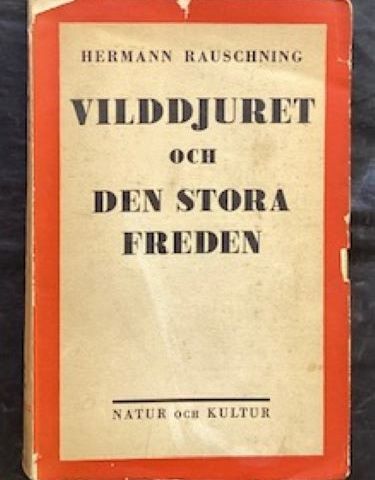 HERMANN RAUSCHNING
VILDDJURET
OCH
DEN STORA
FREDEN
NATUR OCH KULTUR